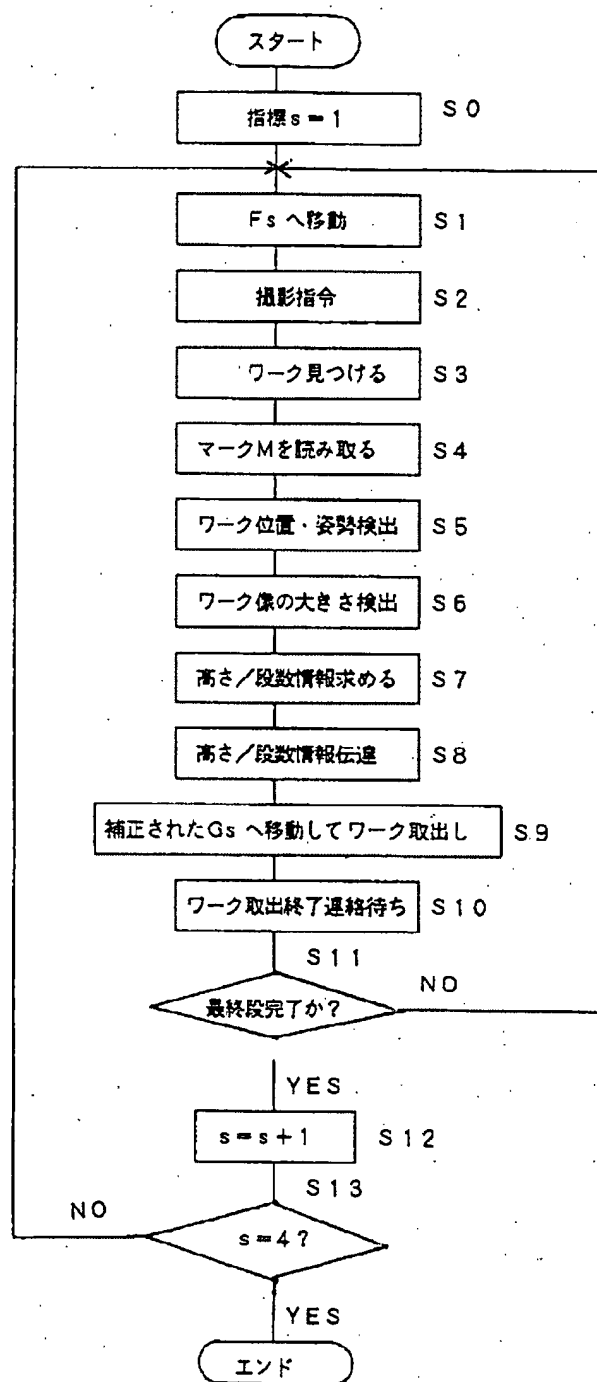 スタート
指標s=1
S0
Fsへ移動
S1
撮影指令
S2
ワーク見つける
S3
マークMを読み取る
S4
ワーク位置・姿勢検出
S5
ワーク像の大きさ検出
S6
高さ/段数情報求める
S7
高さ/段数情報伝達
S8
補正されたGsへ移動してワーク取出し
S9
ワーク取出終了連絡待ち
S10
S11
最終段完了か?
NO
YES
s=s+1
S12
S13
NO
s=4?
YES
エンド